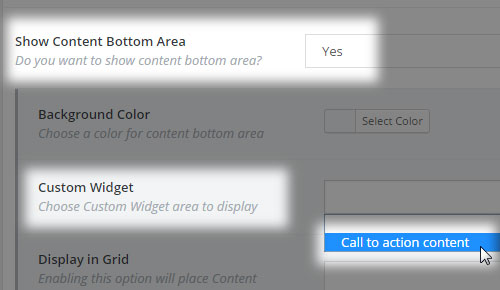 Show Content Bottom Area
Yes
Do you want to show content bottom area?
Background Color
Select Color
Choose a color for content bottom area
Custom Widget
Choose Custom Widget area to display
Call to action content
Display in Grid
Enabling this option will place Content